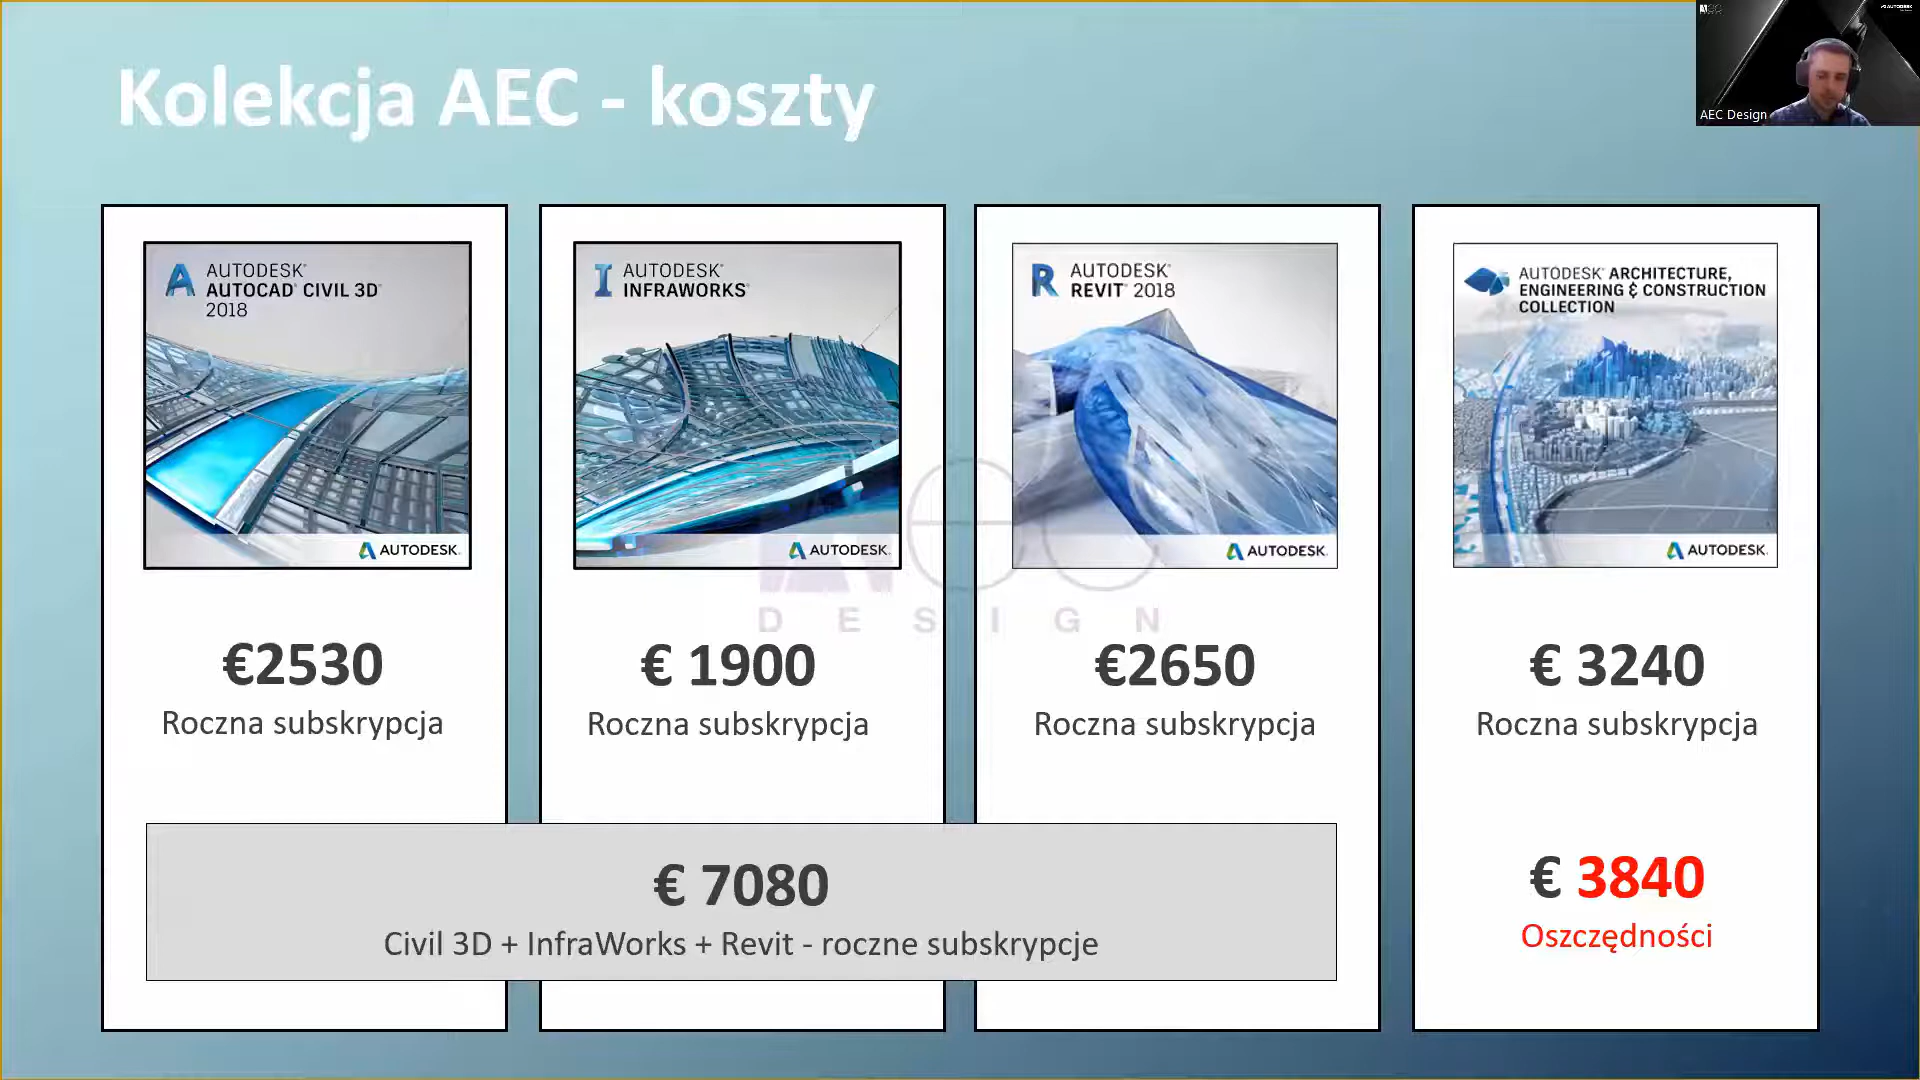 Kolekcja AEC - koszty
AEC Design
AUTODESK®
AUTOCAD® CIVIL 3D®
2018
AUTODESK.
€2530
Roczna subskrypcja
AUTODESK®
INFRAWORKS®
AUTODESK.
€ 1900
Roczna subskrypcja
AUTODESK®
REVIT® 2018
AUTODESK.
€2650
Roczna subskrypcja
AUTODESK® ARCHITECTURE,
ENGINEERING & CONSTRUCTION
COLLECTION
AUTODESK.
€ 3240
Roczna subskrypcja
AEC
DESIGN
€ 7080
Civil 3D + InfraWorks + Revit - roczne subskrypcje
€ 3840
Oszczędności